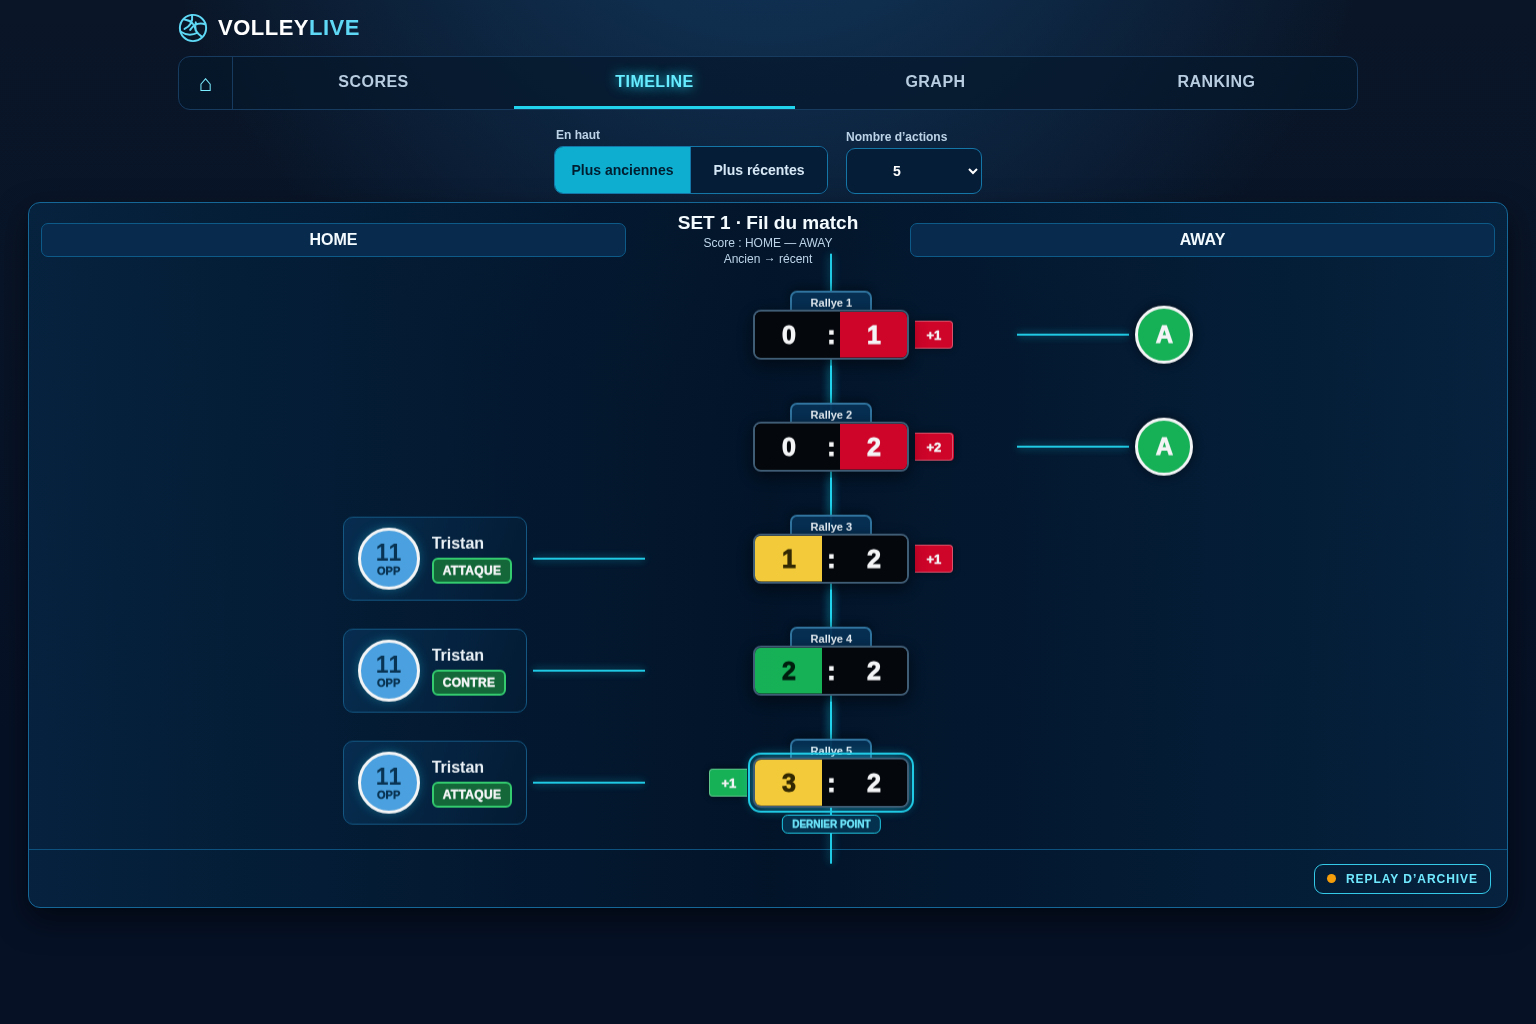 VOLLEYLIVE
SCORES
TIMELINE
GRAPH
RANKING
En haut
Nombre d’actions
Plus anciennes
Plus récentes
5
HOME
SET 1 · Fil du match
AWAY
Score : HOME — AWAY
Ancien → récent
Rallye 1
0 : 1
+1
A
Rallye 2
0 : 2
+2
A
Rallye 3
11
OPP
Tristan
ATTAQUE
1 : 2
+1
Rallye 4
11
OPP
Tristan
CONTRE
2 : 2
Rallye 5
11
OPP
Tristan
ATTAQUE
+1
3 : 2
DERNIER POINT
REPLAY D’ARCHIVE